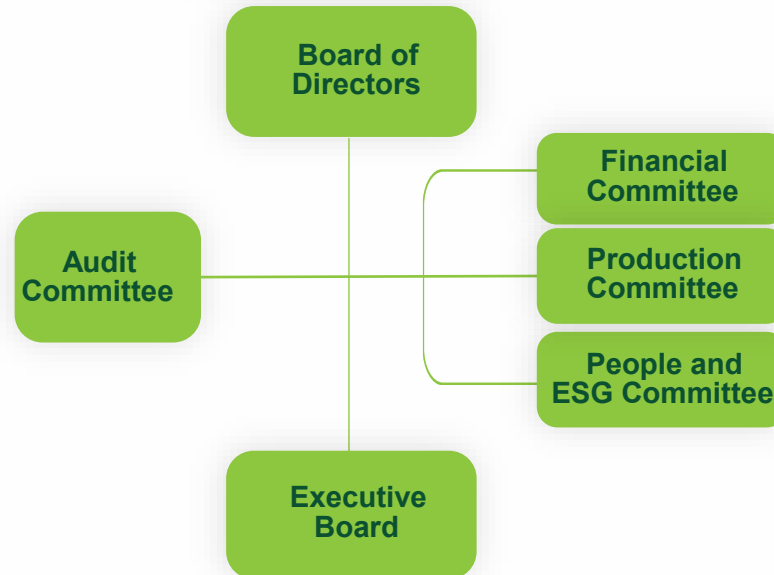 Board of
Directors
Financial
Committee
Audit
Committee
Production
Committee
People and
ESG Committee
Executive
Board